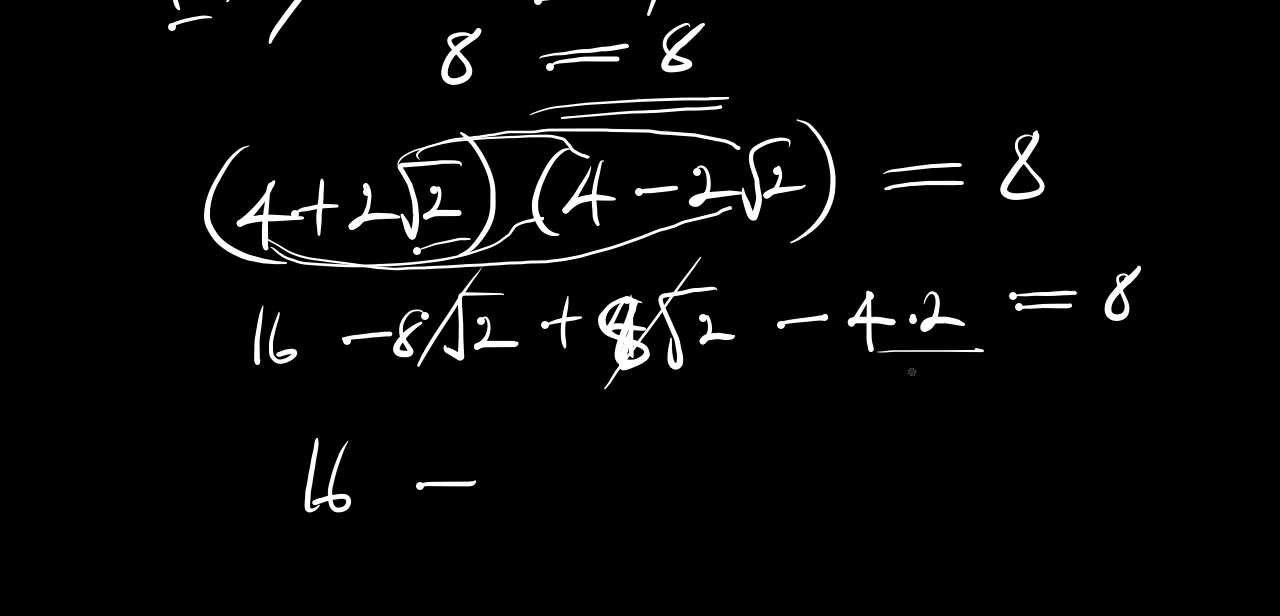 8 = 8
(4+2√2)(4-2√2) = 8
16 -8√2 + 8√2 - 4.2 = 8
16 -